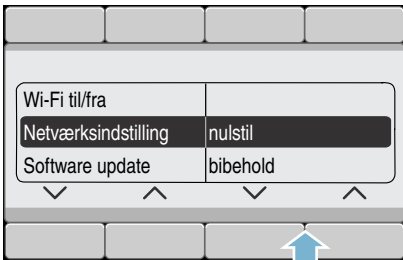 Wi-Fi til/fra
Netværksindstilling nulstil
Software update bibehold